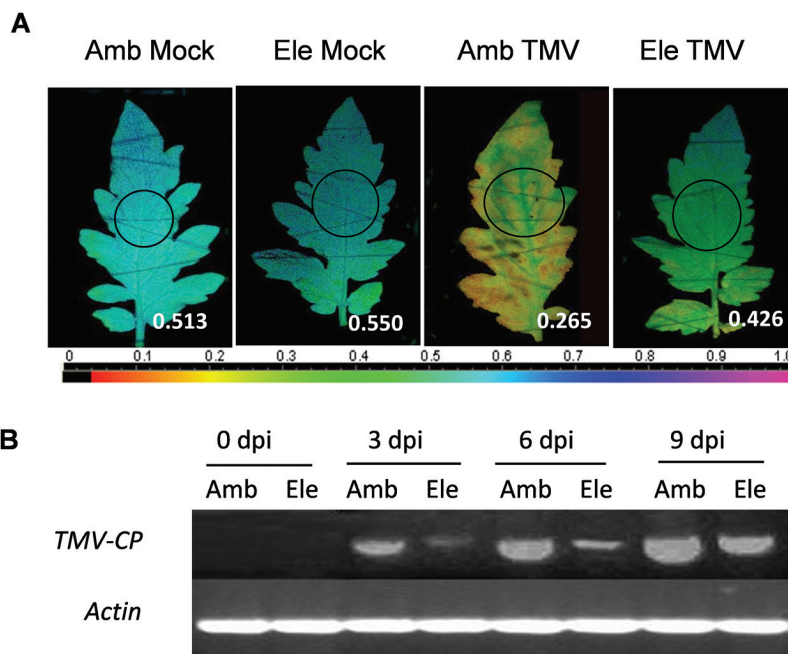 A
Amb Mock Ele Mock Amb TMV Ele TMV
0.513 0.550 0.265 0.426
0 0.1 0.2 0.3 0.4 0.5 0.6 0.7 0.8 0.9 1.0
B
0 dpi 3 dpi 6 dpi 9 dpi
Amb Ele Amb Ele Amb Ele Amb Ele
TMV-CP
Actin